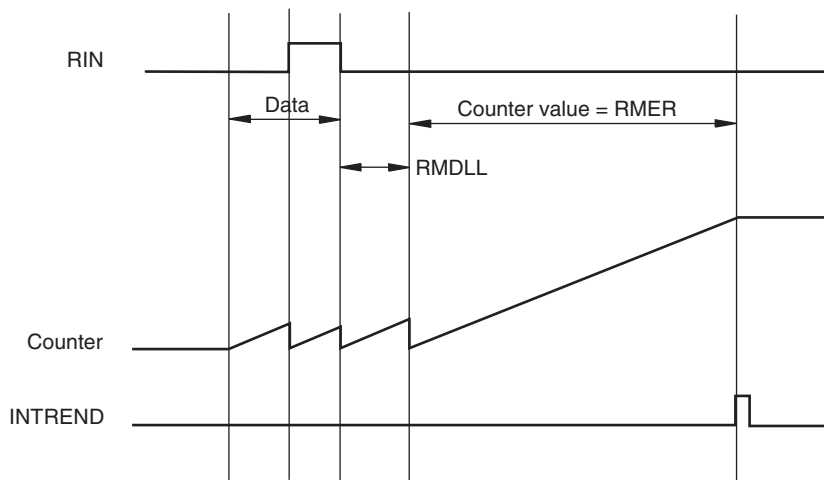 RIN
Data
Counter value = RMER
RMDLL
Counter
INTREND